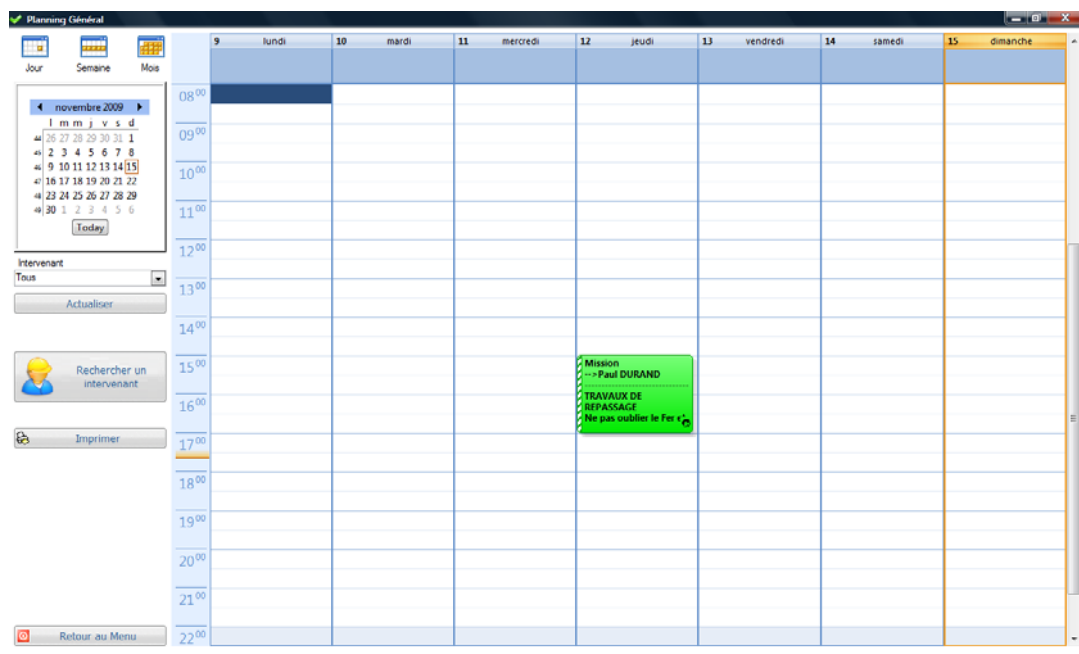 Planning Général
Jour Semaine Mois
novembre 2009
l m m j v s d
44 26 27 28 29 30 31 1
45 2 3 4 5 6 7 8
46 9 10 11 12 13 14 15
47 16 17 18 19 20 21 22
48 23 24 25 26 27 28 29
49 30 1 2 3 4 5 6
Today
Intervenant
Tous
Actualiser
Rechercher un
intervenant
Imprimer
Retour au Menu
9 lundi 10 mardi 11 mercredi 12 jeudi 13 vendredi 14 samedi 15 dimanche
08 00
09 00
10 00
11 00
12 00
13 00
14 00
15 00
16 00
17 00
18 00
19 00
20 00
21 00
22 00
Mission
-->Paul DURAND
TRAVAUX DE
REPASSAGE
Ne pas oublier le Fer